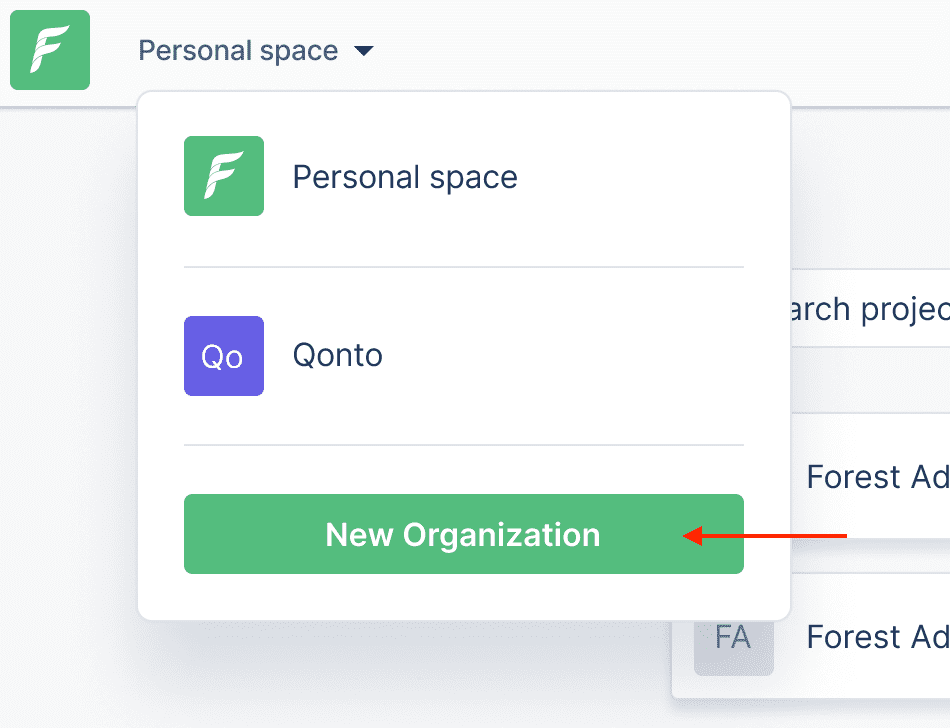 Personal space
Personal space
arch projec
Qo
Qonto
Forest Ad
New Organization
FA
Forest Ad